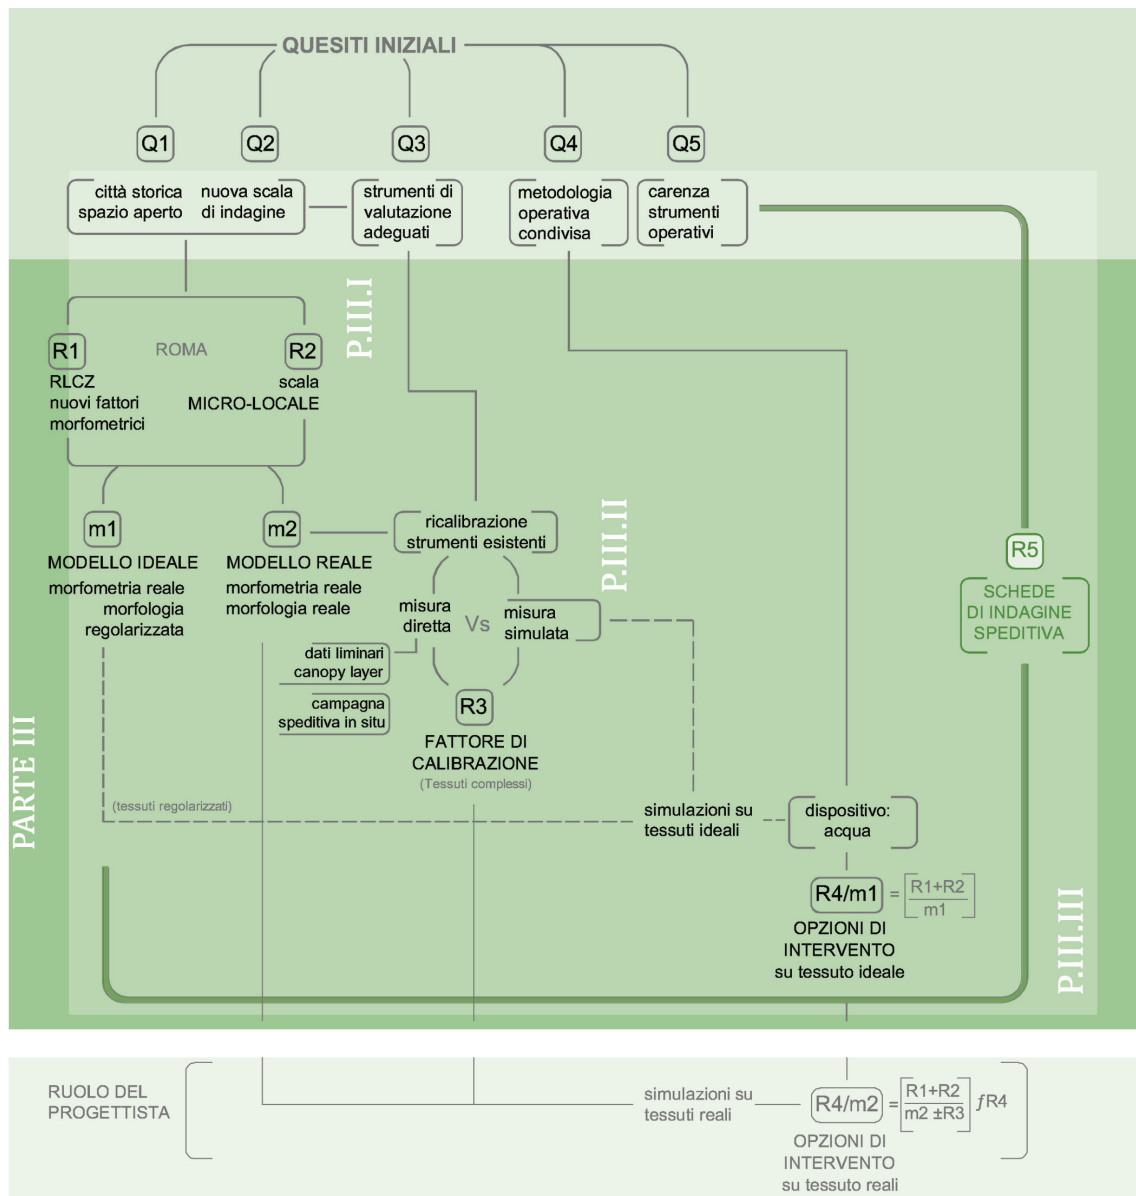 QUESITI INIZIALI
Q1
Q2
Q3
Q4
Q5
città storica
spazio aperto
nuova scala
di indagine
strumenti di
valutazione
adeguati
metodologia
operativa
condivisa
carenza
strumenti
operativi
P.III.I
R1
ROMA
R2
RLCZ
nuovi fattori
morfometrici
scala
MICRO-LOCALE
m1
MODELLO IDEALE
morfometria reale
morfologia
regolarizzata
m2
MODELLO REALE
morfometria reale
morfologia reale
ricalibrazione
strumenti esistenti
P.III.II
misura
diretta
Vs
misura
simulata
dati liminari
canopy layer
campagna
speditiva in situ
R3
FATTORE DI
CALIBRAZIONE
(Tessuti complessi)
R5
SCHEDE
DI INDAGINE
SPEDITIVA
PARTE III
(tessuti regolarizzati)
simulazioni su
tessuti ideali
dispositivo:
acqua
R4/m1
=
R1+R2
m1
OPZIONI DI
INTERVENTO
su tessuto ideale
P.III.III
RUOLO DEL
PROGETTISTA
simulazioni su
tessuti reali
R4/m2
=
R1+R2
m2 ±R3
ƒR4
OPZIONI DI
INTERVENTO
su tessuto reali